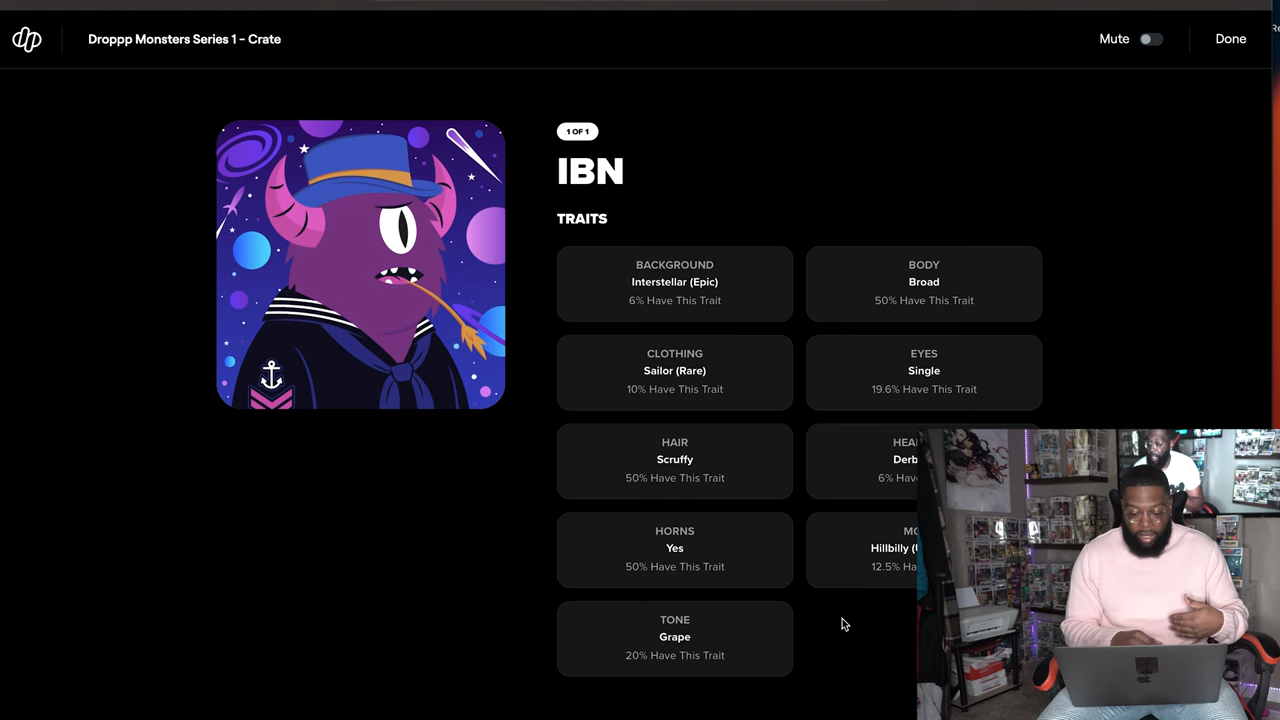 Droppp Monsters Series 1 - Crate
Mute
Done
1 OF 1
IBN
TRAITS
BACKGROUND
Interstellar (Epic)
6% Have This Trait
BODY
Broad
50% Have This Trait
CLOTHING
Sailor (Rare)
10% Have This Trait
EYES
Single
19.6% Have This Trait
HAIR
Scruffy
50% Have This Trait
HEA
Derb
6% Hav
HORNS
Yes
50% Have This Trait
MO
Hillbilly (
12.5% Ha
TONE
Grape
20% Have This Trait